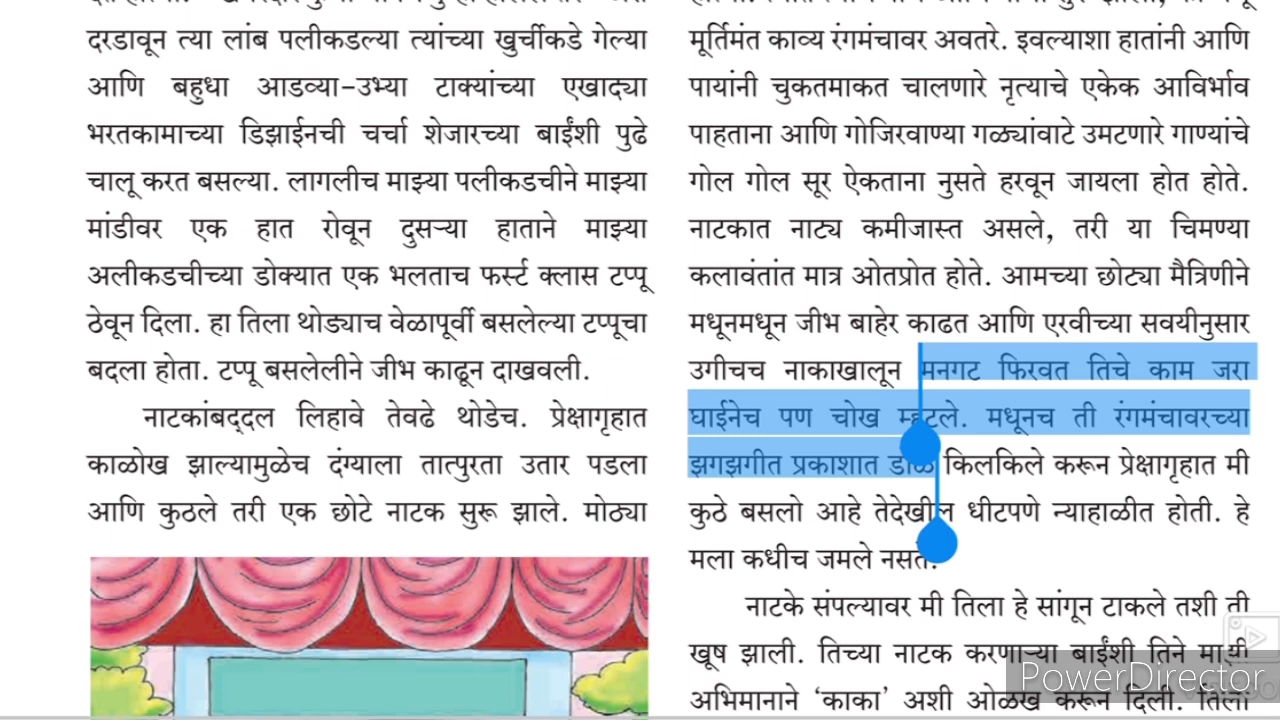 दरडावून त्या लांब पलीकडल्या त्यांच्या खुर्चीकडे गेल्या
आणि बहुधा आडव्या-उभ्या टाक्यांच्या एखाद्या
भरतकामाच्या डिझाईनची चर्चा शेजारच्या बाईंशी पुढे
चालू करत बसल्या. लागलीच माझ्या पलीकडचीने माझ्या
मांडीवर एक हात रोवून दुसऱ्या हाताने माझ्या
अलीकडचीच्या डोक्यात एक भलताच फर्स्ट क्लास टप्पू
ठेवून दिला. हा तिला थोड्याच वेळापूर्वी बसलेल्या टप्पूचा
बदला होता. टप्पू बसलेलीने जीभ काढून दाखवली.
नाटकांबद्‌दल लिहावे तेवढे थोडेच. प्रेक्षागृहात
काळोख झाल्यामुळेच दंग्याला तात्पुरता उतार पडला
आणि कुठले तरी एक छोटे नाटक सुरू झाले. मोठ्या
मूर्तिमंत काव्य रंगमंचावर अवतरे. इवल्याशा हातांनी आणि
पायांनी चुकतमाकत चालणारे नृत्याचे एकेक आविर्भाव
पाहताना आणि गोजिरवाण्या गळ्यांवाटे उमटणारे गाण्यांचे
गोल गोल सूर ऐकताना नुसते हरवून जायला होत होते.
नाटकात नाट्य कमीजास्त असले, तरी या चिमण्या
कलावंतांत मात्र ओतप्रोत होते. आमच्या छोट्या मैत्रिणीने
मधूनमधून जीभ बाहेर काढत आणि एरवीच्या सवयीनुसार
उगीचच नाकाखालून मनगट फिरवत तिचे काम जरा
घाईनेच पण चोख म्हटले. मधूनच ती रंगमंचावरच्या
झगझगीत प्रकाशात डोळे किलकिले करून प्रेक्षागृहात मी
कुठे बसलो आहे तेदेखील धीटपणे न्याहाळीत होती. हे
मला कधीच जमले नसते.
नाटके संपल्यावर मी तिला हे सांगून टाकले तशी ती
खूष झाली. तिच्या नाटक करणाऱ्या बाईंशी तिने माझी
अभिमानाने ‘काका’ अशी ओळख करून दिली. तिला
PowerDirector